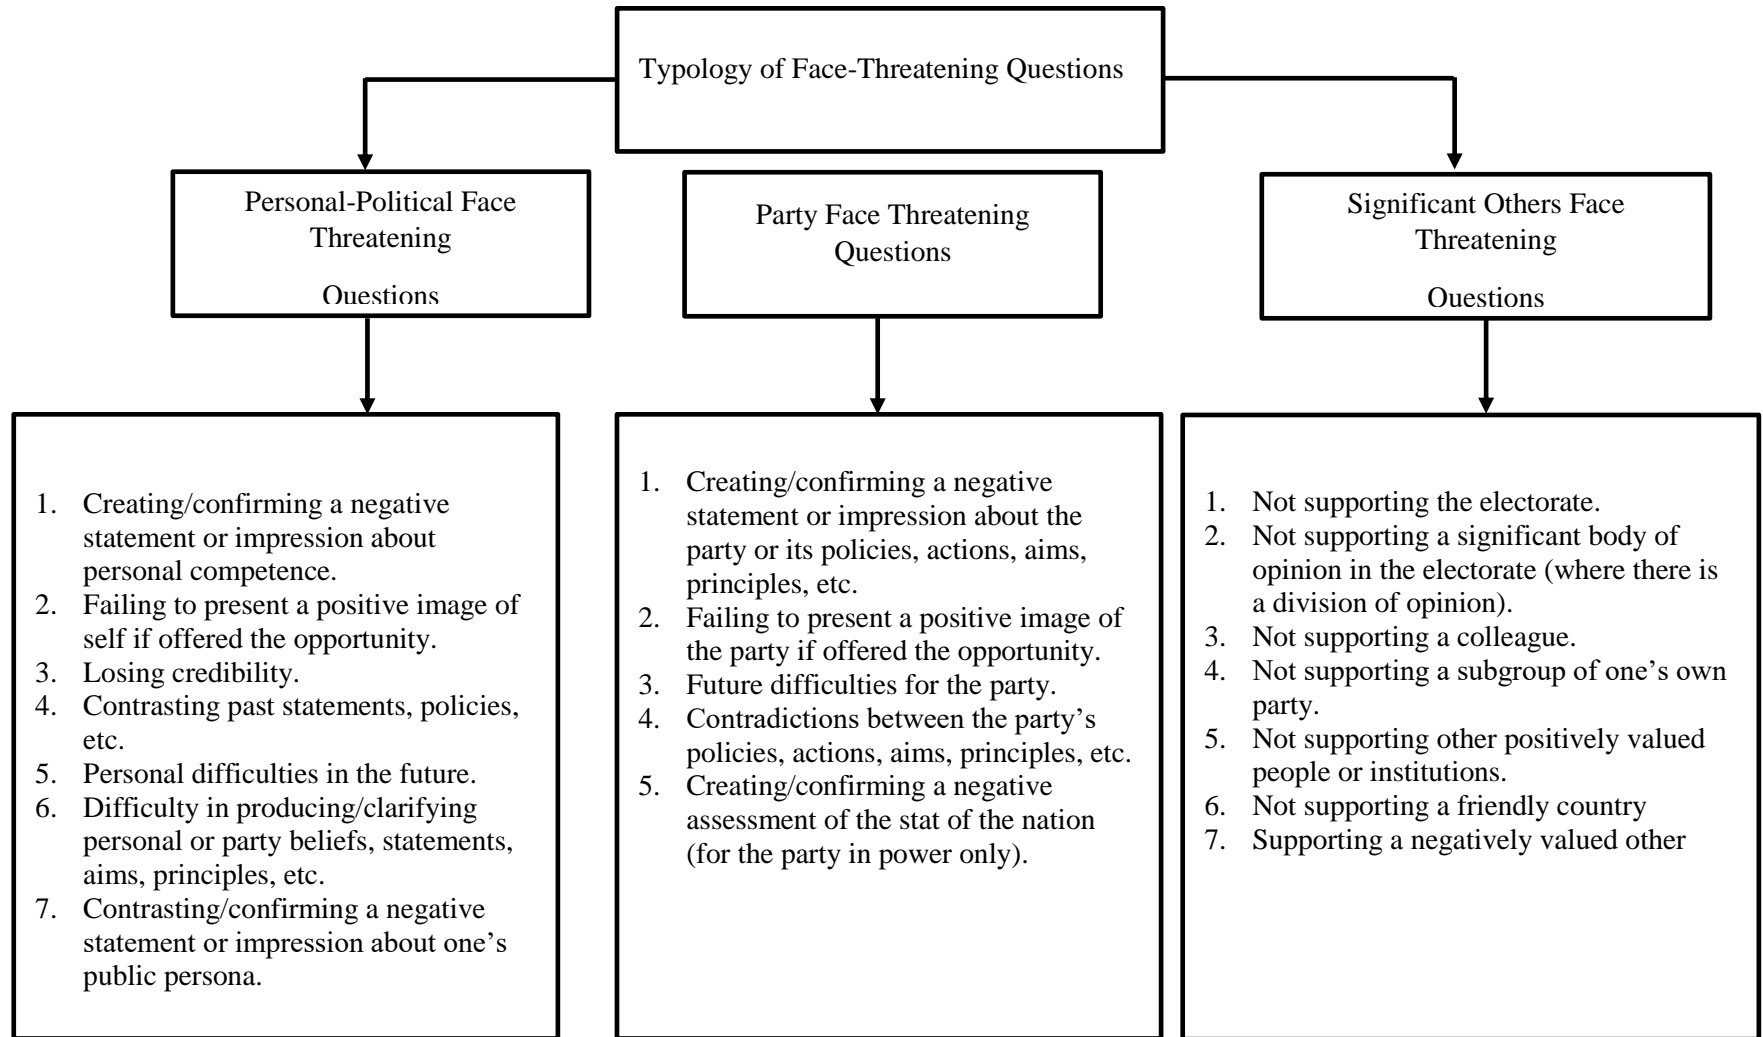 Typology of Face-Threatening Questions
Personal-Political Face
Threatening
Questions
Party Face Threatening
Questions
Significant Others Face
Threatening
Questions
1. Creating/confirming a negative
statement or impression about
personal competence.
2. Failing to present a positive image of
self if offered the opportunity.
3. Losing credibility.
4. Contrasting past statements, policies,
etc.
5. Personal difficulties in the future.
6. Difficulty in producing/clarifying
personal or party beliefs, statements,
aims, principles, etc.
7. Contrasting/confirming a negative
statement or impression about one’s
public persona.
1. Creating/confirming a negative
statement or impression about the
party or its policies, actions, aims,
principles, etc.
2. Failing to present a positive image of
the party if offered the opportunity.
3. Future difficulties for the party.
4. Contradictions between the party’s
policies, actions, aims, principles, etc.
5. Creating/confirming a negative
assessment of the stat of the nation
(for the party in power only).
1. Not supporting the electorate.
2. Not supporting a significant body of
opinion in the electorate (where there is
a division of opinion).
3. Not supporting a colleague.
4. Not supporting a subgroup of one’s own
party.
5. Not supporting other positively valued
people or institutions.
6. Not supporting a friendly country
7. Supporting a negatively valued other